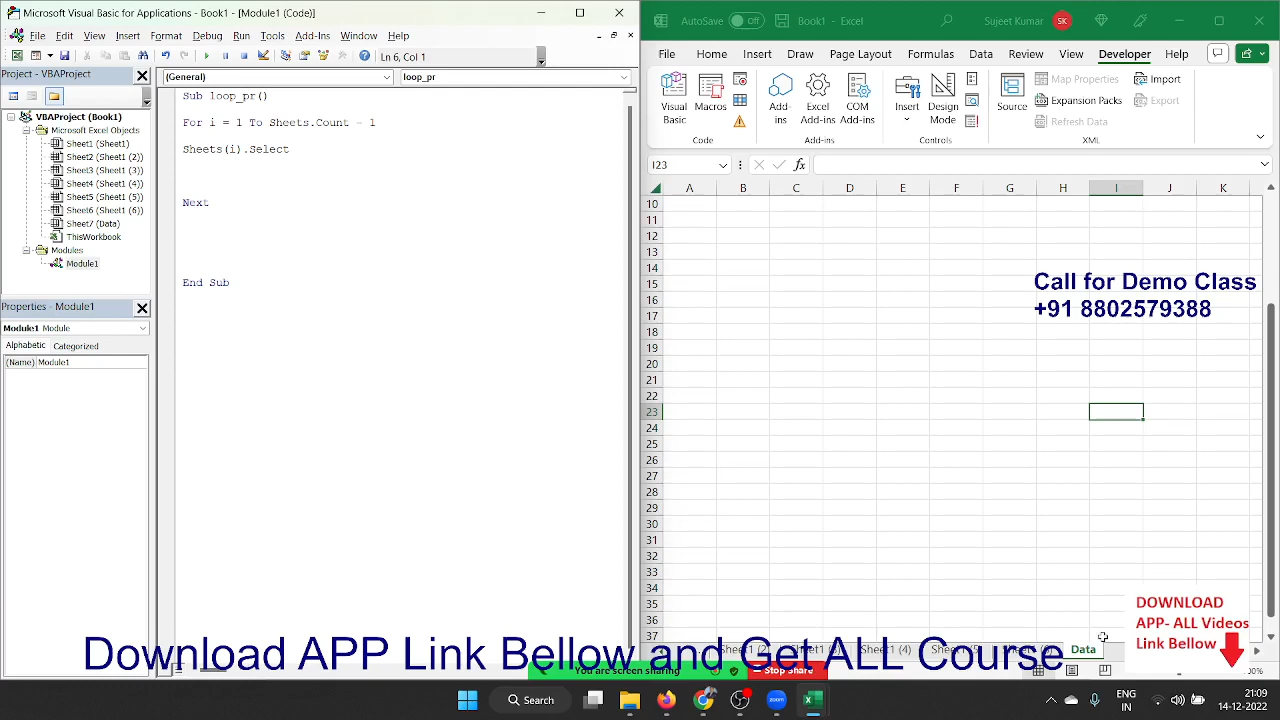 Microsoft Visual Basic for Applications - Book1 - [Module1 (Code)]
File Edit View Insert Format Debug Run Tools Add-Ins Window Help
Ln 6, Col 1
Project - VBAProject
VBAProject (Book1)
Microsoft Excel Objects
Sheet1 (Sheet1)
Sheet2 (Sheet1 (2))
Sheet3 (Sheet1 (3))
Sheet4 (Sheet1 (4))
Sheet5 (Sheet1 (5))
Sheet6 (Sheet1 (6))
Sheet7 (Data)
ThisWorkbook
Modules
Module1
Properties - Module1
Module1 Module
Alphabetic Categorized
(Name) Module1
(General) loop_pr
Sub loop_pr()
For i = 1 To Sheets.Count - 1
Sheets(i).Select
Next
End Sub
AutoSave Off Book1 - Excel Sujeet Kumar SK
File Home Insert Draw Page Layout Formulas Data Review View Developer Help
Visual Basic
Macros
Code
Add-ins
Excel Add-ins
COM Add-ins
Add-ins
Insert
Design Mode
Controls
Source
Map Properties
Expansion Packs
Refresh Data
Import
Export
XML
I23
A B C D E F G H I J K
10
11
12
13
14
15
16
17
18
19
20
21
22
23
24
25
26
27
28
29
30
31
32
33
34
35
36
37
Call for Demo Class
+91 8802579388
DOWNLOAD
APP- ALL Videos
Link Bellow
Sheet1 (2) Sheet1 (4) Data
Download APP Link Bellow and Get ALL Course
You are screen sharing Stop Share
Search
zoom
ENG
IN
21:09
14-12-2022